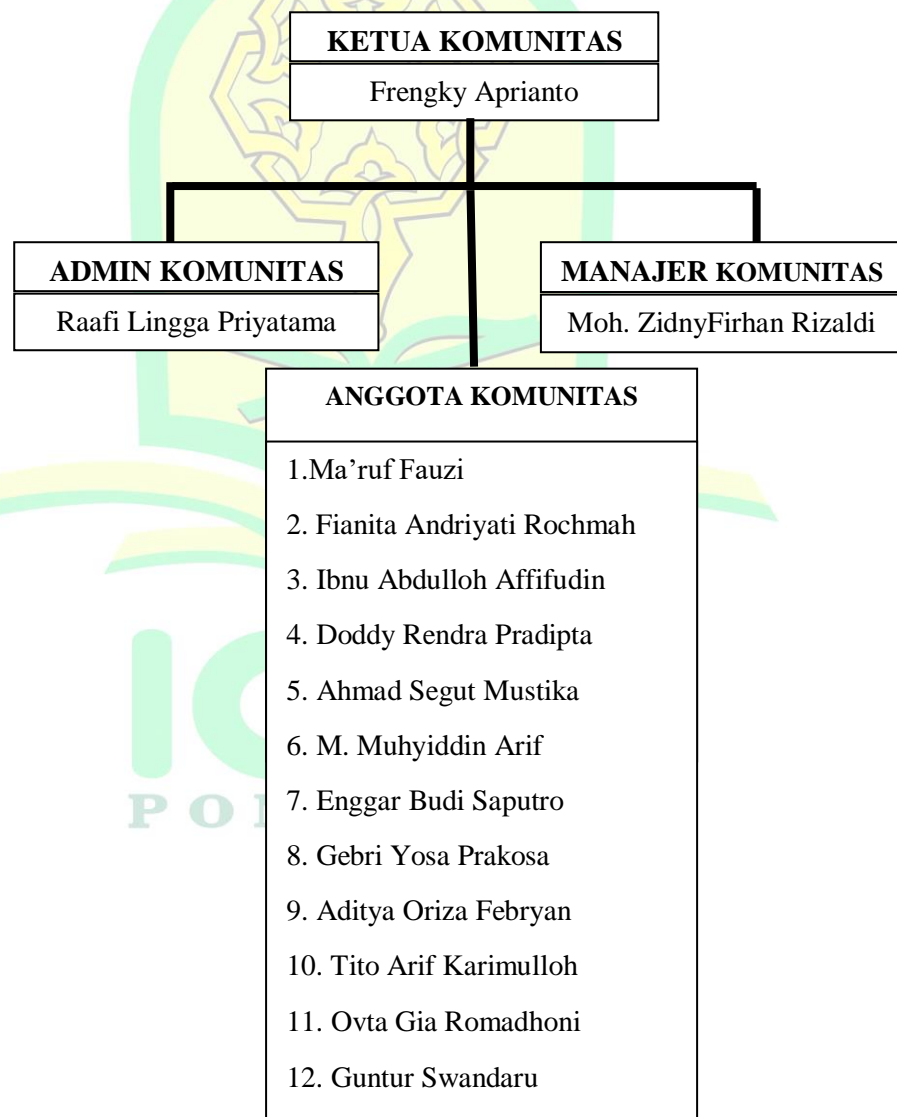 KETUA KOMUNITAS
Frengky Aprianto
ADMIN KOMUNITAS
Raafi Lingga Priyatama
MANAJER KOMUNITAS
Moh. ZidnyFirhan Rizaldi
ANGGOTA KOMUNITAS
1.Ma’ruf Fauzi
2. Fianita Andriyati Rochmah
3. Ibnu Abdulloh Affifudin
4. Doddy Rendra Pradipta
5. Ahmad Segut Mustika
6. M. Muhyiddin Arif
7. Enggar Budi Saputro
8. Gebri Yosa Prakosa
9. Aditya Oriza Febryan
10. Tito Arif Karimulloh
11. Ovta Gia Romadhoni
12. Guntur Swandaru